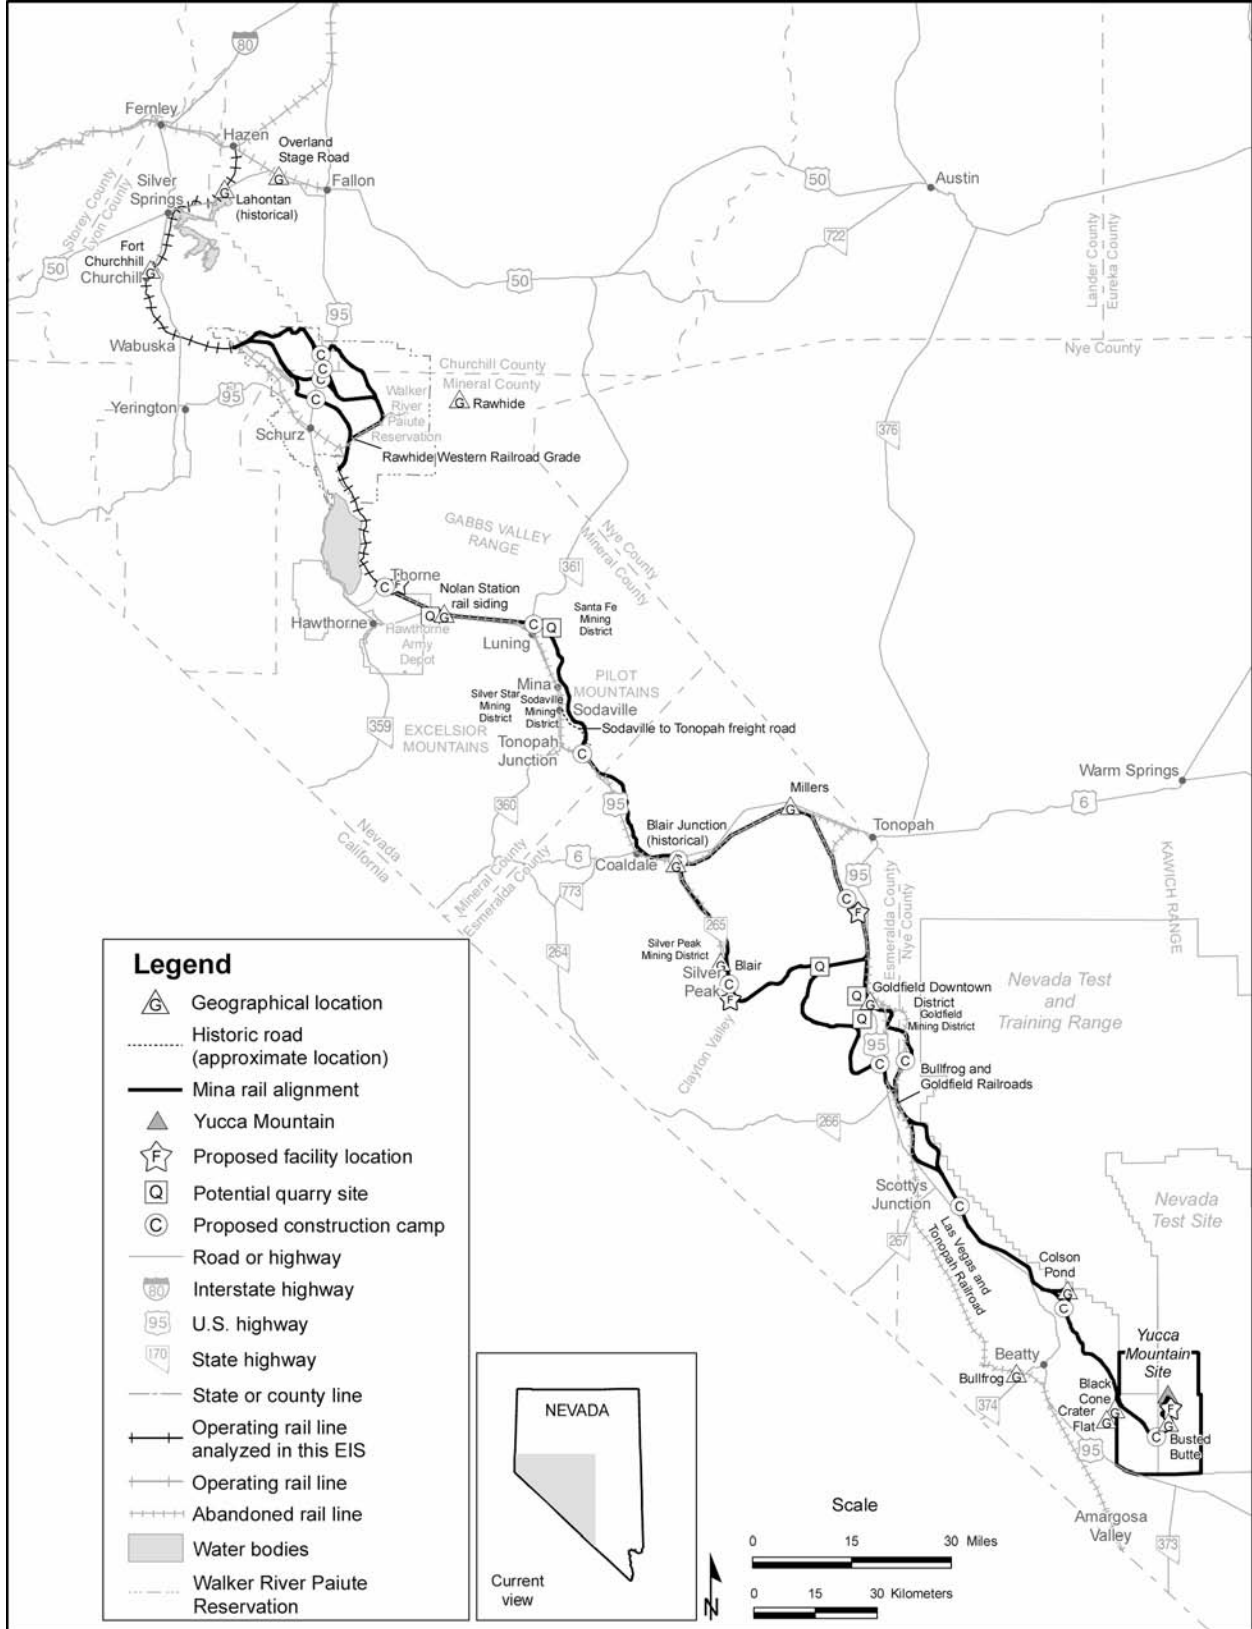 80
Fernley
Hazen
Overland
Stage Road
Silver
Springs
Fallon
50
Austin
Lahontan
(historical)
Storey County
Lyon County
722
Fort
Churchhill
Churchill
50
50
Lander County
Eureka County
95
Wabuska
Nye County
Churchill County
Mineral County
Walker
River
Paiute
Reservation
G
Rawhide
Yerington
95
C
C
C
376
Schurz
Rawhide Western Railroad Grade
GABBS VALLEY
RANGE
Nye County
Mineral County
361
Thorne
C
F
Nolan Station
rail siding
Q
G
C
Q
Santa Fe
Mining
District
Hawthorne
Hawthorne
Army
Depot
Luning
Mina
PILOT
MOUNTAINS
Silver Star
Mining
District
Sodaville
Mining
District
Sodaville
359
EXCELSIOR
MOUNTAINS
Sodaville to Tonopah freight road
Tonopah
Junction
C
Warm Springs
Millers
G
360
95
6
Nevada
California
Blair Junction
(historical)
Tonopah
Mineral County
Esmeralda County
6
Coaldale
G
95
KAWICH RANGE
773
C
F
Esmeralda County
Nye County
265
264
Silver Peak
Mining District
G
Blair
Silver
Peak
C
F
Q
Nevada Test
and
Training Range
Q
G
Goldfield Downtown
District
Goldfield
Mining District
Q
Clayton Valley
95
C
C
Bullfrog and
Goldfield Railroads
266
Scottys
Junction
C
Nevada
Test Site
267
Las Vegas and
Tonopah Railroad
Colson
Pond
G
C
Yucca
Mountain
Site
Beatty
Bullfrog
G
Black
Cone
G
Crater
Flat
G
374
F
G
C
Busted
Butte
95
Amargosa
Valley
373
Legend
G
Geographical location
Historic road
(approximate location)
Mina rail alignment
Yucca Mountain
F
Proposed facility location
Q
Potential quarry site
C
Proposed construction camp
Road or highway
80
Interstate highway
95
U.S. highway
170
State highway
State or county line
Operating rail line
analyzed in this EIS
Operating rail line
Abandoned rail line
Water bodies
Walker River Paiute
Reservation
NEVADA
Current
view
N
Scale
0 15 30 Miles
0 15 30 Kilometers